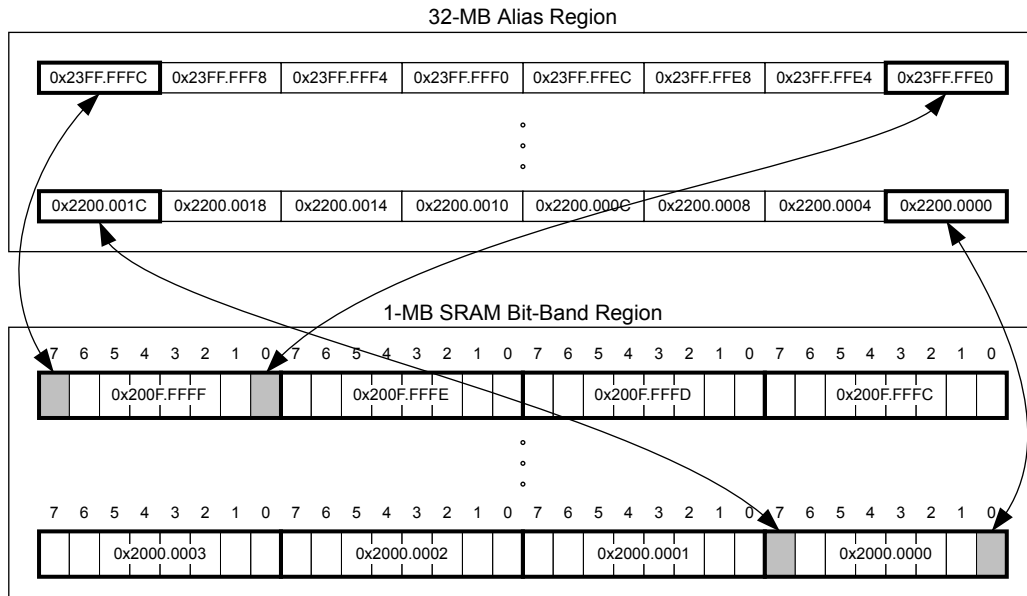 32-MB Alias Region
0x23FF.FFFC 0x23FF.FFF8 0x23FF.FFF4 0x23FF.FFF0 0x23FF.FFEC 0x23FF.FFE8 0x23FF.FFE4 0x23FF.FFE0
0x2200.001C 0x2200.0018 0x2200.0014 0x2200.0010 0x2200.000C 0x2200.0008 0x2200.0004 0x2200.0000
1-MB SRAM Bit-Band Region
7 6 5 4 3 2 1 0 7 6 5 4 3 2 1 0 7 6 5 4 3 2 1 0 7 6 5 4 3 2 1 0
0x200F.FFFF 0x200F.FFFE 0x200F.FFFD 0x200F.FFFC
7 6 5 4 3 2 1 0 7 6 5 4 3 2 1 0 7 6 5 4 3 2 1 0 7 6 5 4 3 2 1 0
0x2000.0003 0x2000.0002 0x2000.0001 0x2000.0000